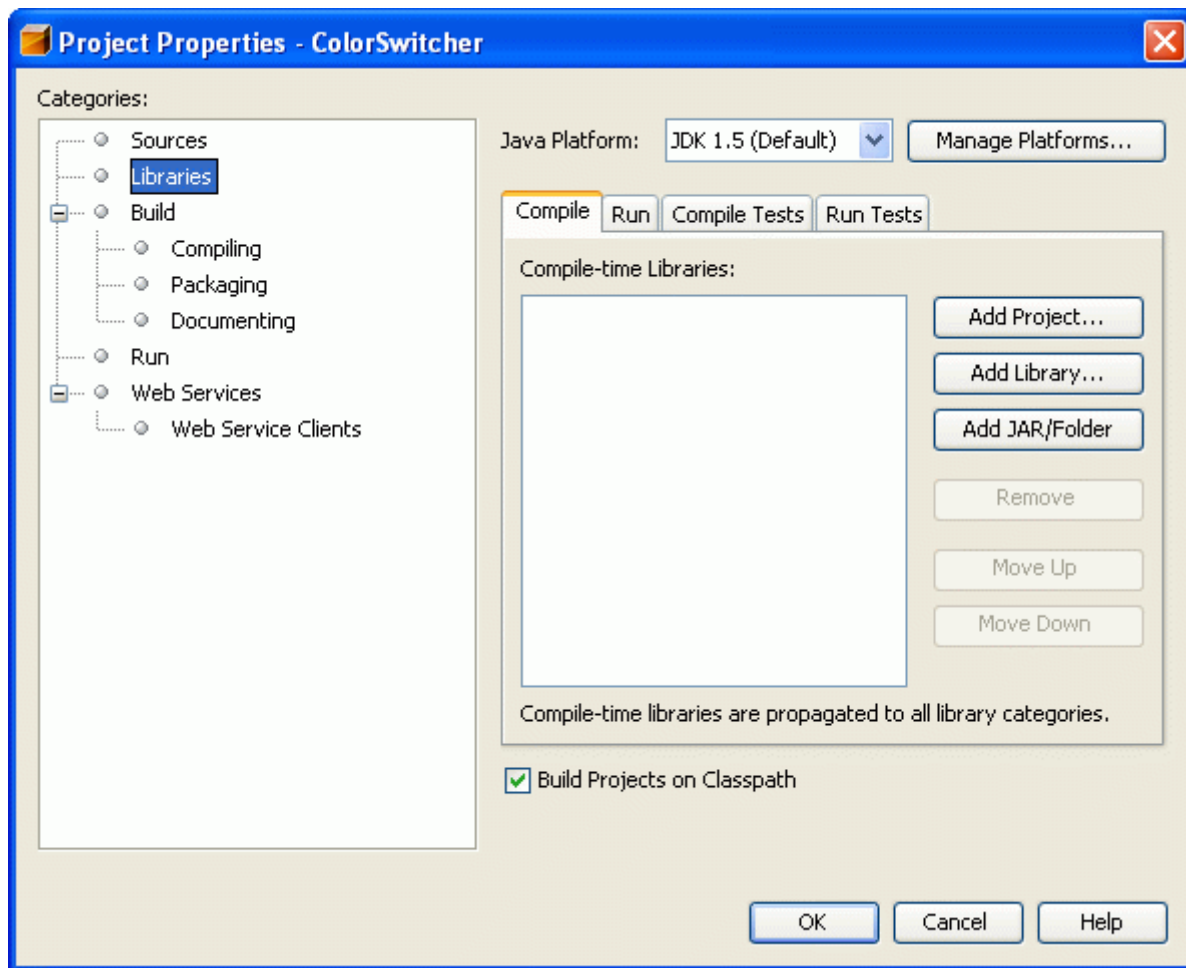 Project Properties - ColorSwitcher
Categories:
Sources
Libraries
Build
Compiling
Packaging
Documenting
Run
Web Services
Web Service Clients
Java Platform:
JDK 1.5 (Default)
Manage Platforms...
Compile
Run
Compile Tests
Run Tests
Compile-time Libraries:
Add Project...
Add Library...
Add JAR/Folder
Remove
Move Up
Move Down
Compile-time libraries are propagated to all library categories.
Build Projects on Classpath
OK
Cancel
Help